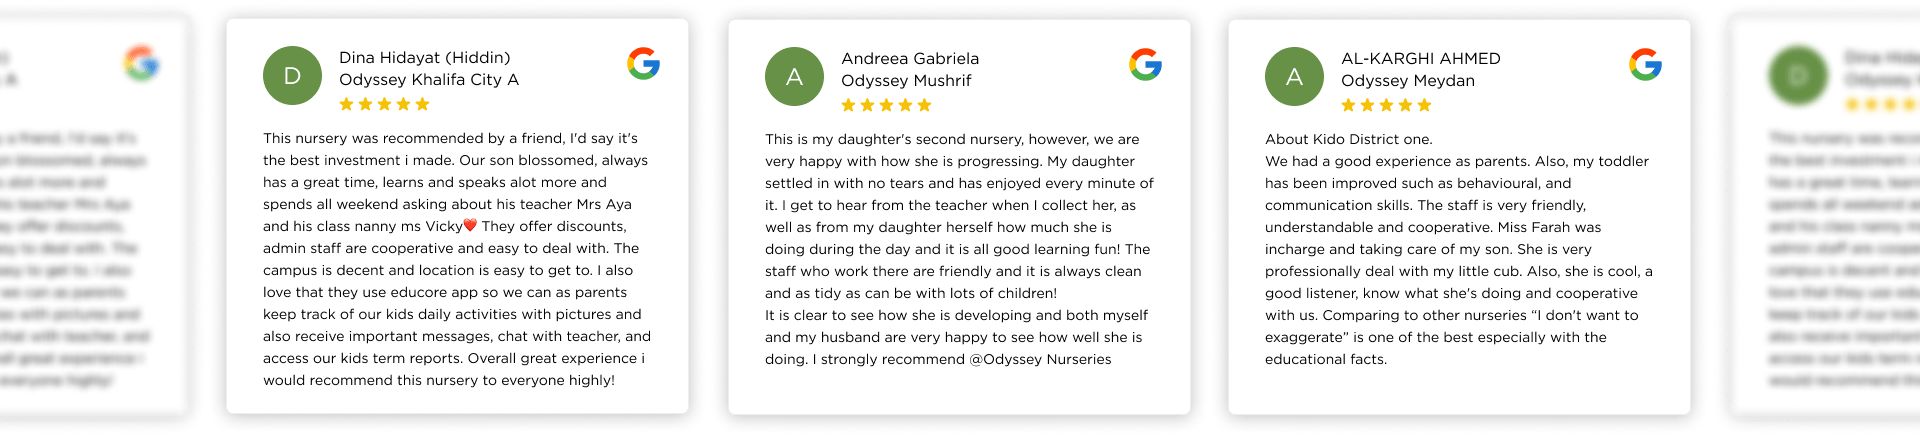 D
Dina Hidayat (Hiddin)
Odyssey Khalifa City A
This nursery was recommended by a friend, I'd say it's
the best investment i made. Our son blossomed, always
has a great time, learns and speaks alot more and
spends all weekend asking about his teacher Mrs Aya
and his class nanny ms Vicky❤️ They offer discounts,
admin staff are cooperative and easy to deal with. The
campus is decent and location is easy to get to. I also
love that they use educore app so we can as parents
keep track of our kids daily activities with pictures and
also receive important messages, chat with teacher, and
access our kids term reports. Overall great experience i
would recommend this nursery to everyone highly!
A
Andreea Gabriela
Odyssey Mushrif
This is my daughter's second nursery, however, we are
very happy with how she is progressing. My daughter
settled in with no tears and has enjoyed every minute of
it. I get to hear from the teacher when I collect her, as
well as from my daughter herself how much she is
doing during the day and it is all good learning fun! The
staff who work there are friendly and it is always clean
and as tidy as can be with lots of children!
It is clear to see how she is developing and both myself
and my husband are very happy to see how well she is
doing. I strongly recommend @Odyssey Nurseries
A
AL-KARGHI AHMED
Odyssey Meydan
About Kido District one.
We had a good experience as parents. Also, my toddler
has been improved such as behavioural, and
communication skills. The staff is very friendly,
understandable and cooperative. Miss Farah was
incharge and taking care of my son. She is very
professionally deal with my little cub. Also, she is cool, a
good listener, know what she's doing and cooperative
with us. Comparing to other nurseries “I don't want to
exaggerate” is one of the best especially with the
educational facts.